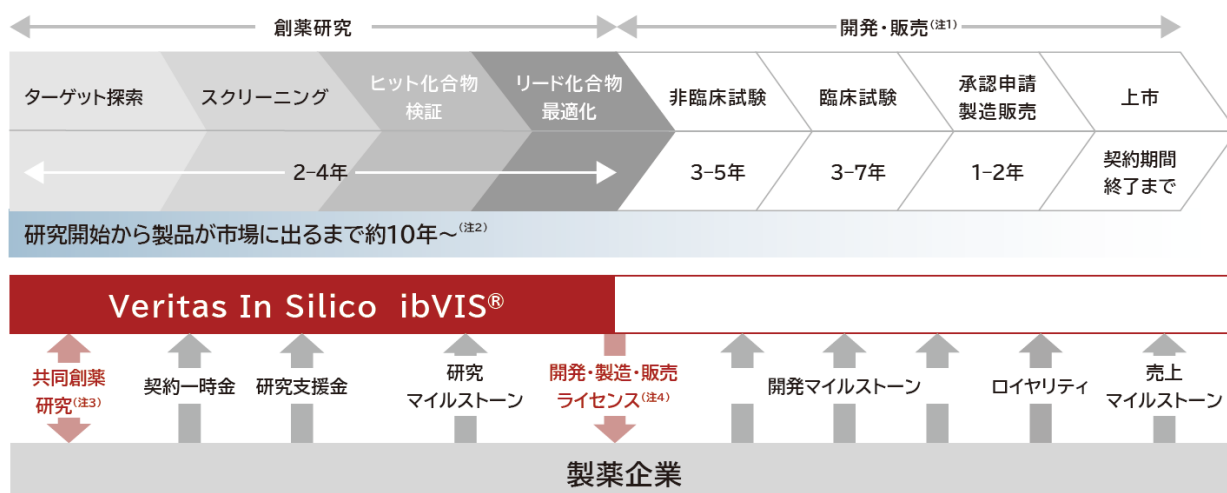 創薬研究
開発・販売(注1)
ターゲット探索
スクリーニング
ヒット化合物
検証
リード化合物
最適化
非臨床試験
臨床試験
承認申請
製造販売
上市
2-4年
3-5年
3-7年
1-2年
契約期間
終了まで
研究開始から製品が市場に出るまで約10年~(注2)
Veritas In Silico ibVIS®
共同創薬
研究(注3)
契約一時金
研究支援金
研究
マイルストーン
開発・製造・販売
ライセンス(注4)
開発マイルストーン
ロイヤリティ
売上
マイルストーン
製薬企業